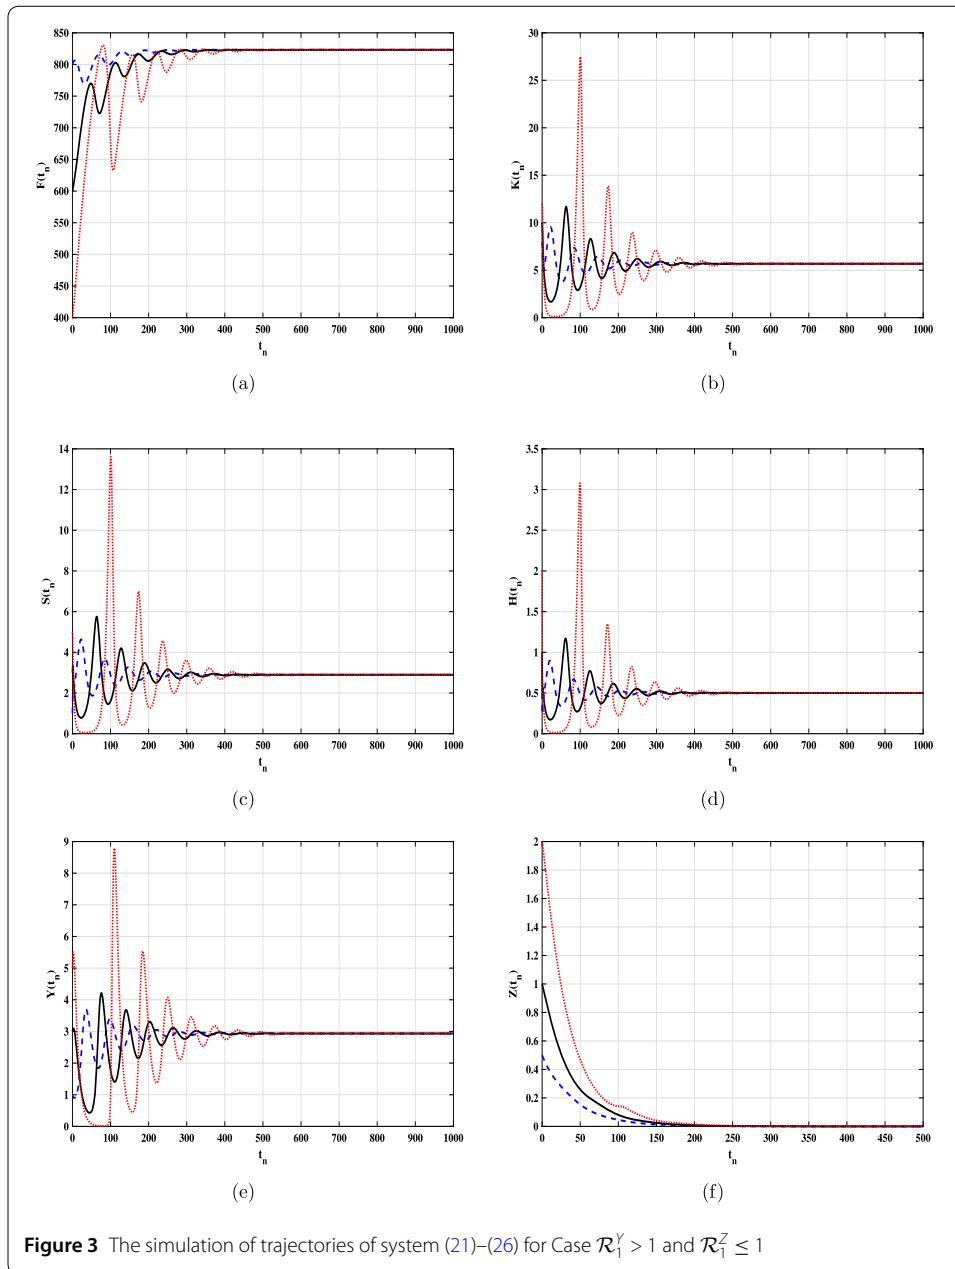 850
800
750
700
650
600
550
500
450
400
F(t_n)
0 100 200 300 400 500 600 700 800 900 1000
t_n
(a)
30
25
20
15
10
5
0
K(t_n)
0 100 200 300 400 500 600 700 800 900 1000
t_n
(b)
14
12
10
8
6
4
2
0
S(t_n)
0 100 200 300 400 500 600 700 800 900 1000
t_n
(c)
3.5
3
2.5
2
1.5
1
0.5
0
H(t_n)
0 100 200 300 400 500 600 700 800 900 1000
t_n
(d)
9
8
7
6
5
4
3
2
1
0
Y(t_n)
0 100 200 300 400 500 600 700 800 900 1000
t_n
(e)
2
1.8
1.6
1.4
1.2
1
0.8
0.6
0.4
0.2
0
Z(t_n)
0 50 100 150 200 250 300 350 400 450 500
t_n
(f)
Figure 3 The simulation of trajectories of system (21)–(26) for Case 𝓡₁^Y > 1 and 𝓡₁^Z ≤ 1